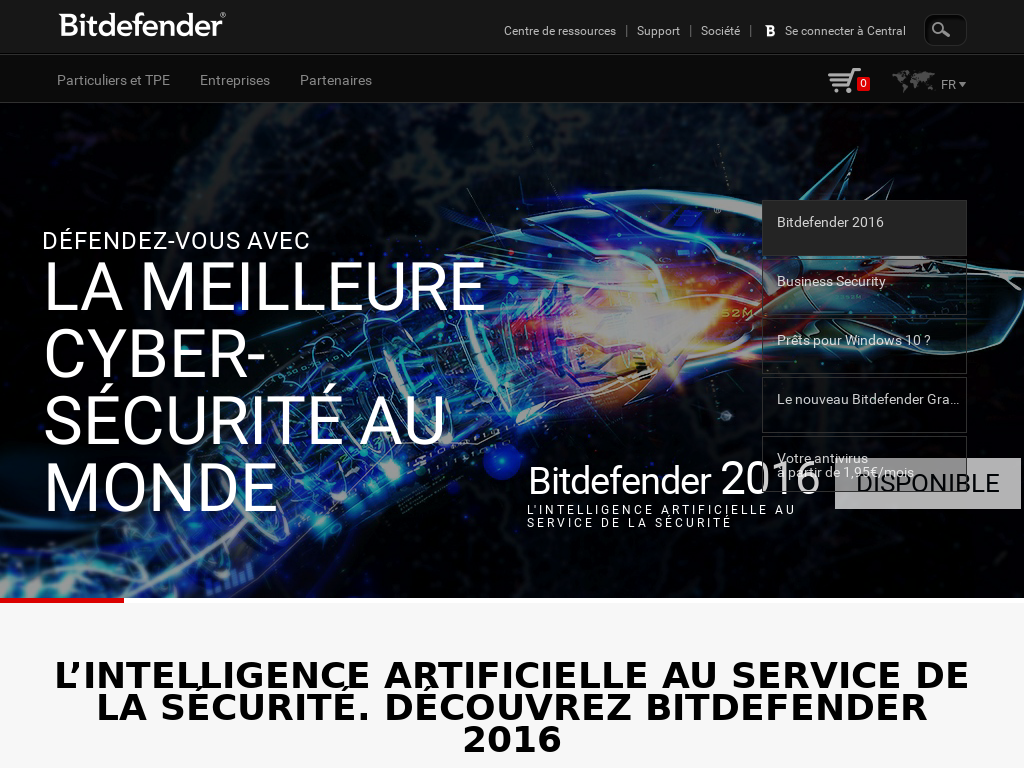 Bitdefender®
Centre de ressources | Support | Société | B Se connecter à Central
Particuliers et TPE Entreprises Partenaires
0 FR
DÉFENDEZ-VOUS AVEC
LA MEILLEURE
CYBER-
SÉCURITÉ AU
MONDE
Bitdefender 2016
Business Security
Prêts pour Windows 10 ?
Le nouveau Bitdefender Gra...
Votre antivirus
à partir de 1,95€/mois
Bitdefender 2016
DISPONIBLE
L'INTELLIGENCE ARTIFICIELLE AU
SERVICE DE LA SÉCURITÉ
L’INTELLIGENCE ARTIFICIELLE AU SERVICE DE
LA SÉCURITÉ. DÉCOUVREZ BITDEFENDER
2016